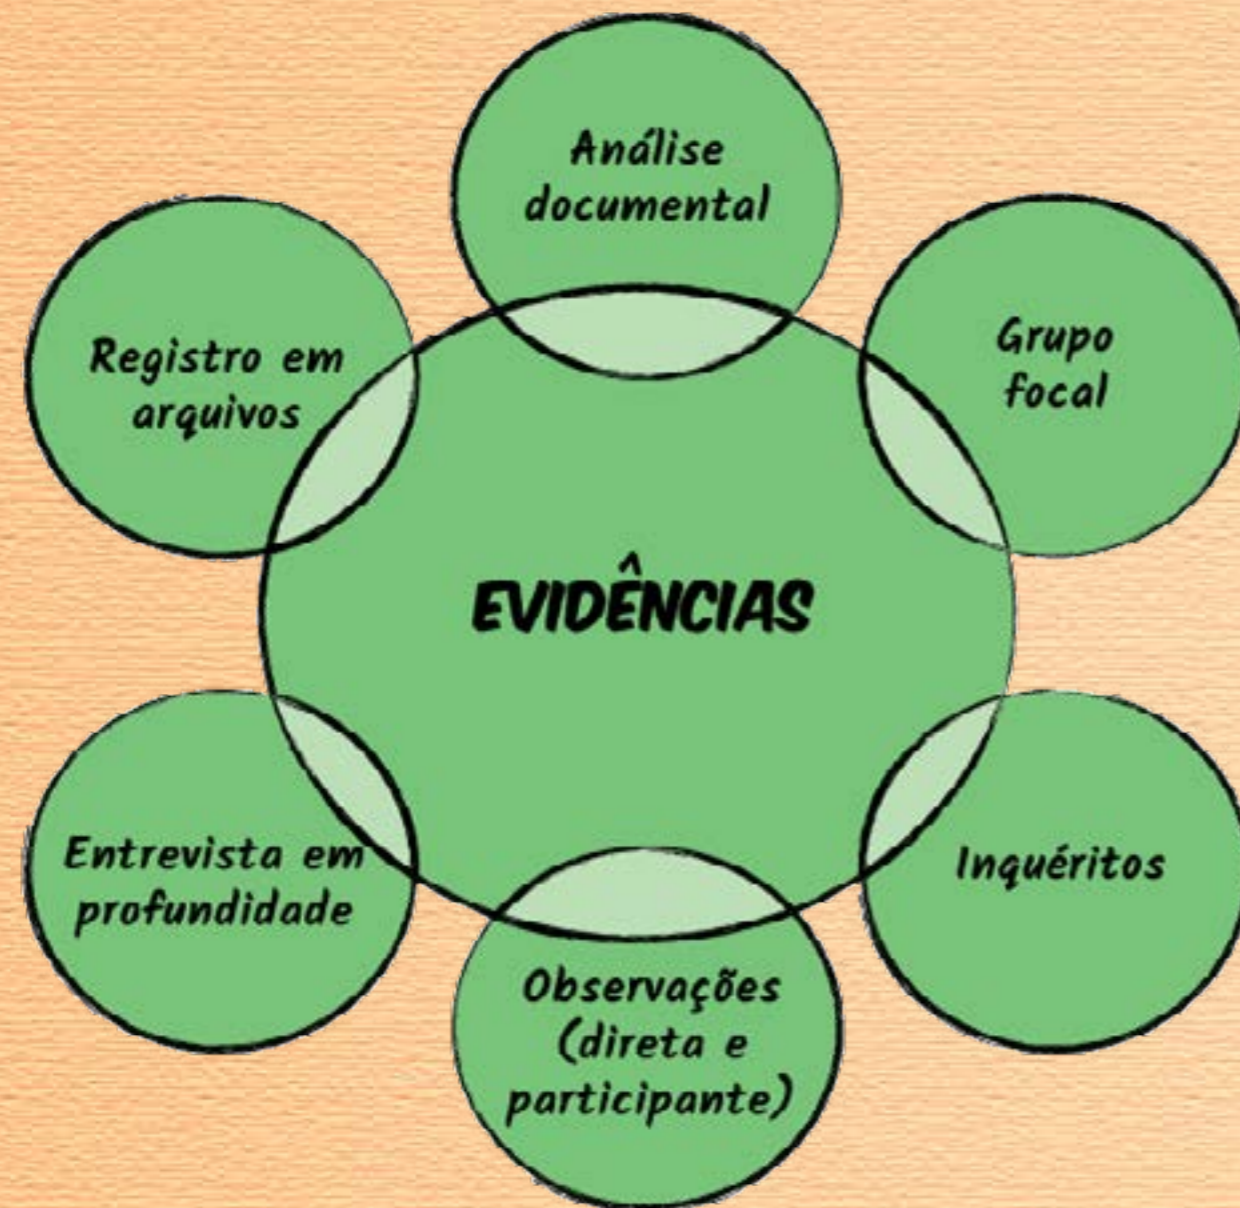 Análise
documental
Grupo
focal
Registro em
arquivos
EVIDÊNCIAS
Entrevista em
profundidade
Inquéritos
Observações
(direta e
participante)